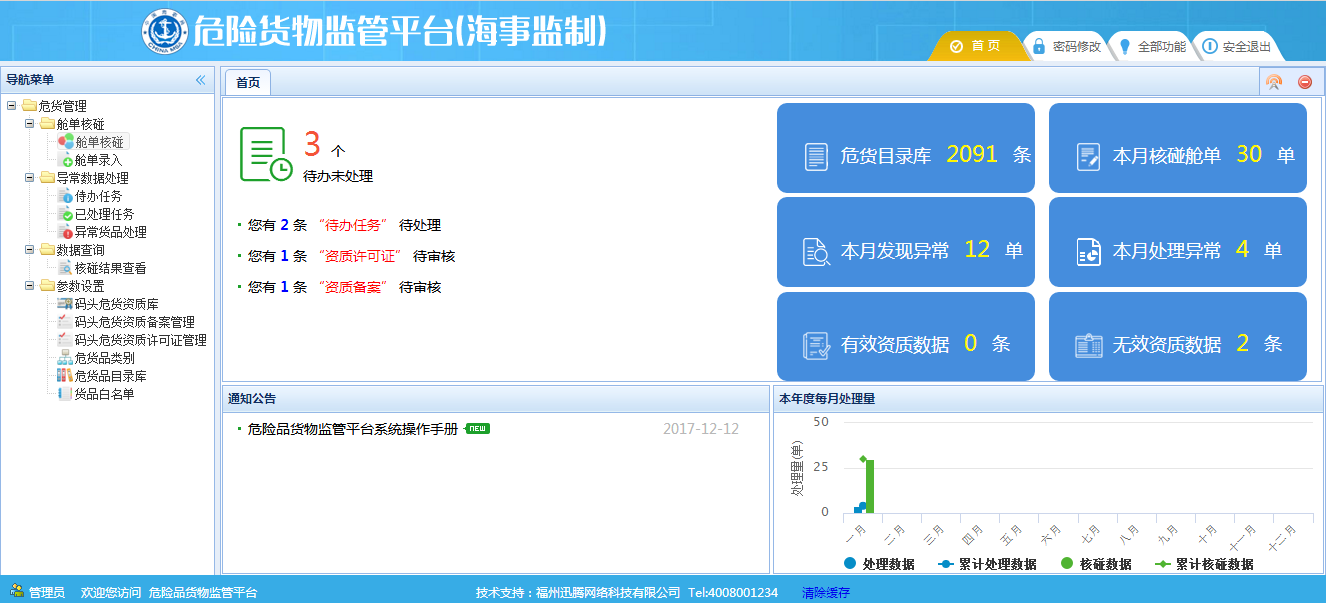 危险货物监管平台(海事监制)
首 页
密码修改
全部功能
安全退出
导航菜单
首页
危货管理
舱单核碰
舱单核碰
舱单录入
异常数据处理
待办任务
已处理任务
异常货品处理
数据查询
核碰结果查看
参数设置
码头危货资质库
码头危货资质备案管理
码头危货资质许可证管理
危货品类别
危货品目录库
货品白名单
3 个
待办未处理
您有 2 条 “待办任务” 待处理
您有 1 条 “资质许可证” 待审核
您有 1 条 “资质备案” 待审核
危货目录库 2091 条
本月核碰舱单 30 单
本月发现异常 12 单
本月处理异常 4 单
有效资质数据 0 条
无效资质数据 2 条
通知公告
危险品货物监管平台系统操作手册 NEW 2017-12-12
本年度每月处理量
处理量(单)
50
25
0
一月 二月 三月 四月 五月 六月 七月 八月 九月 十月 十一月 十二月
处理数据 累计处理数据 核碰数据 累计核碰数据
管理员 欢迎您访问 危险品货物监管平台
技术支持：福州迅腾网络科技有限公司 Tel:4008001234 清除缓存